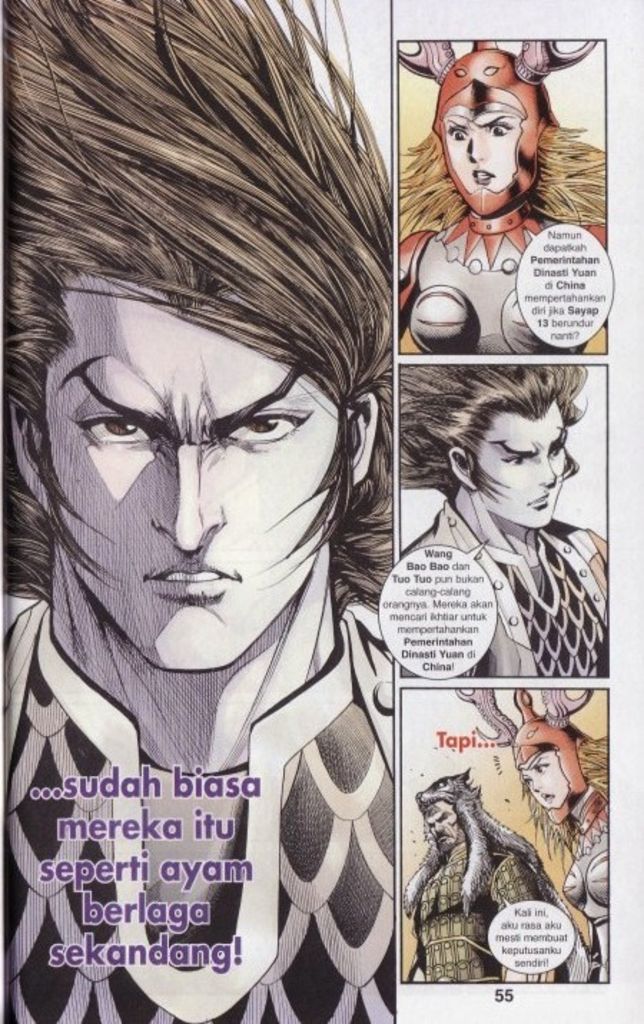 ...sudah biasa
mereka itu
seperti ayam
berlaga
sekandang!
Namun
dapatkah
Pemerintahan
Dinasti Yuan
di China
mempertahankan
diri jika Sayap
13 berundur
nanti?
Wang
Bao Bao dan
Tuo Tuo pun bukan
calang-calang
orangnya. Mereka akan
mencari ikhtiar untuk
mempertahankan
Pemerintahan
Dinasti Yuan di
China!
Tapi...
Kali ini,
aku rasa aku
mesti membuat
keputusanku
sendiri!
55